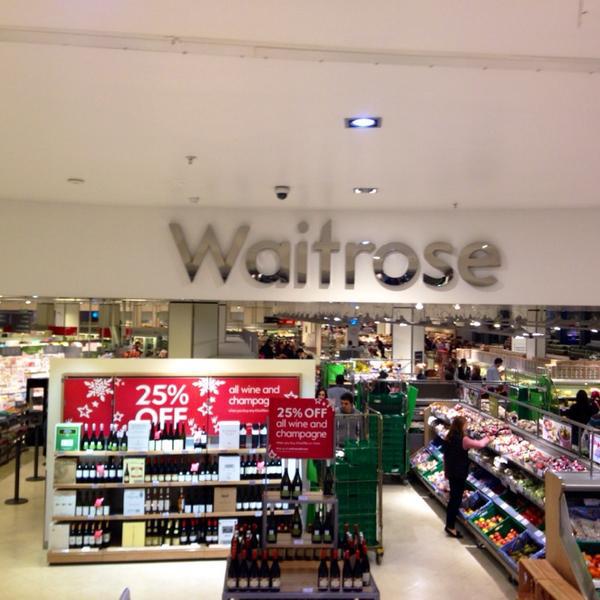 Waitrose
25%
OFF
all wine and
champagne
25% OFF
all wine and
champagne